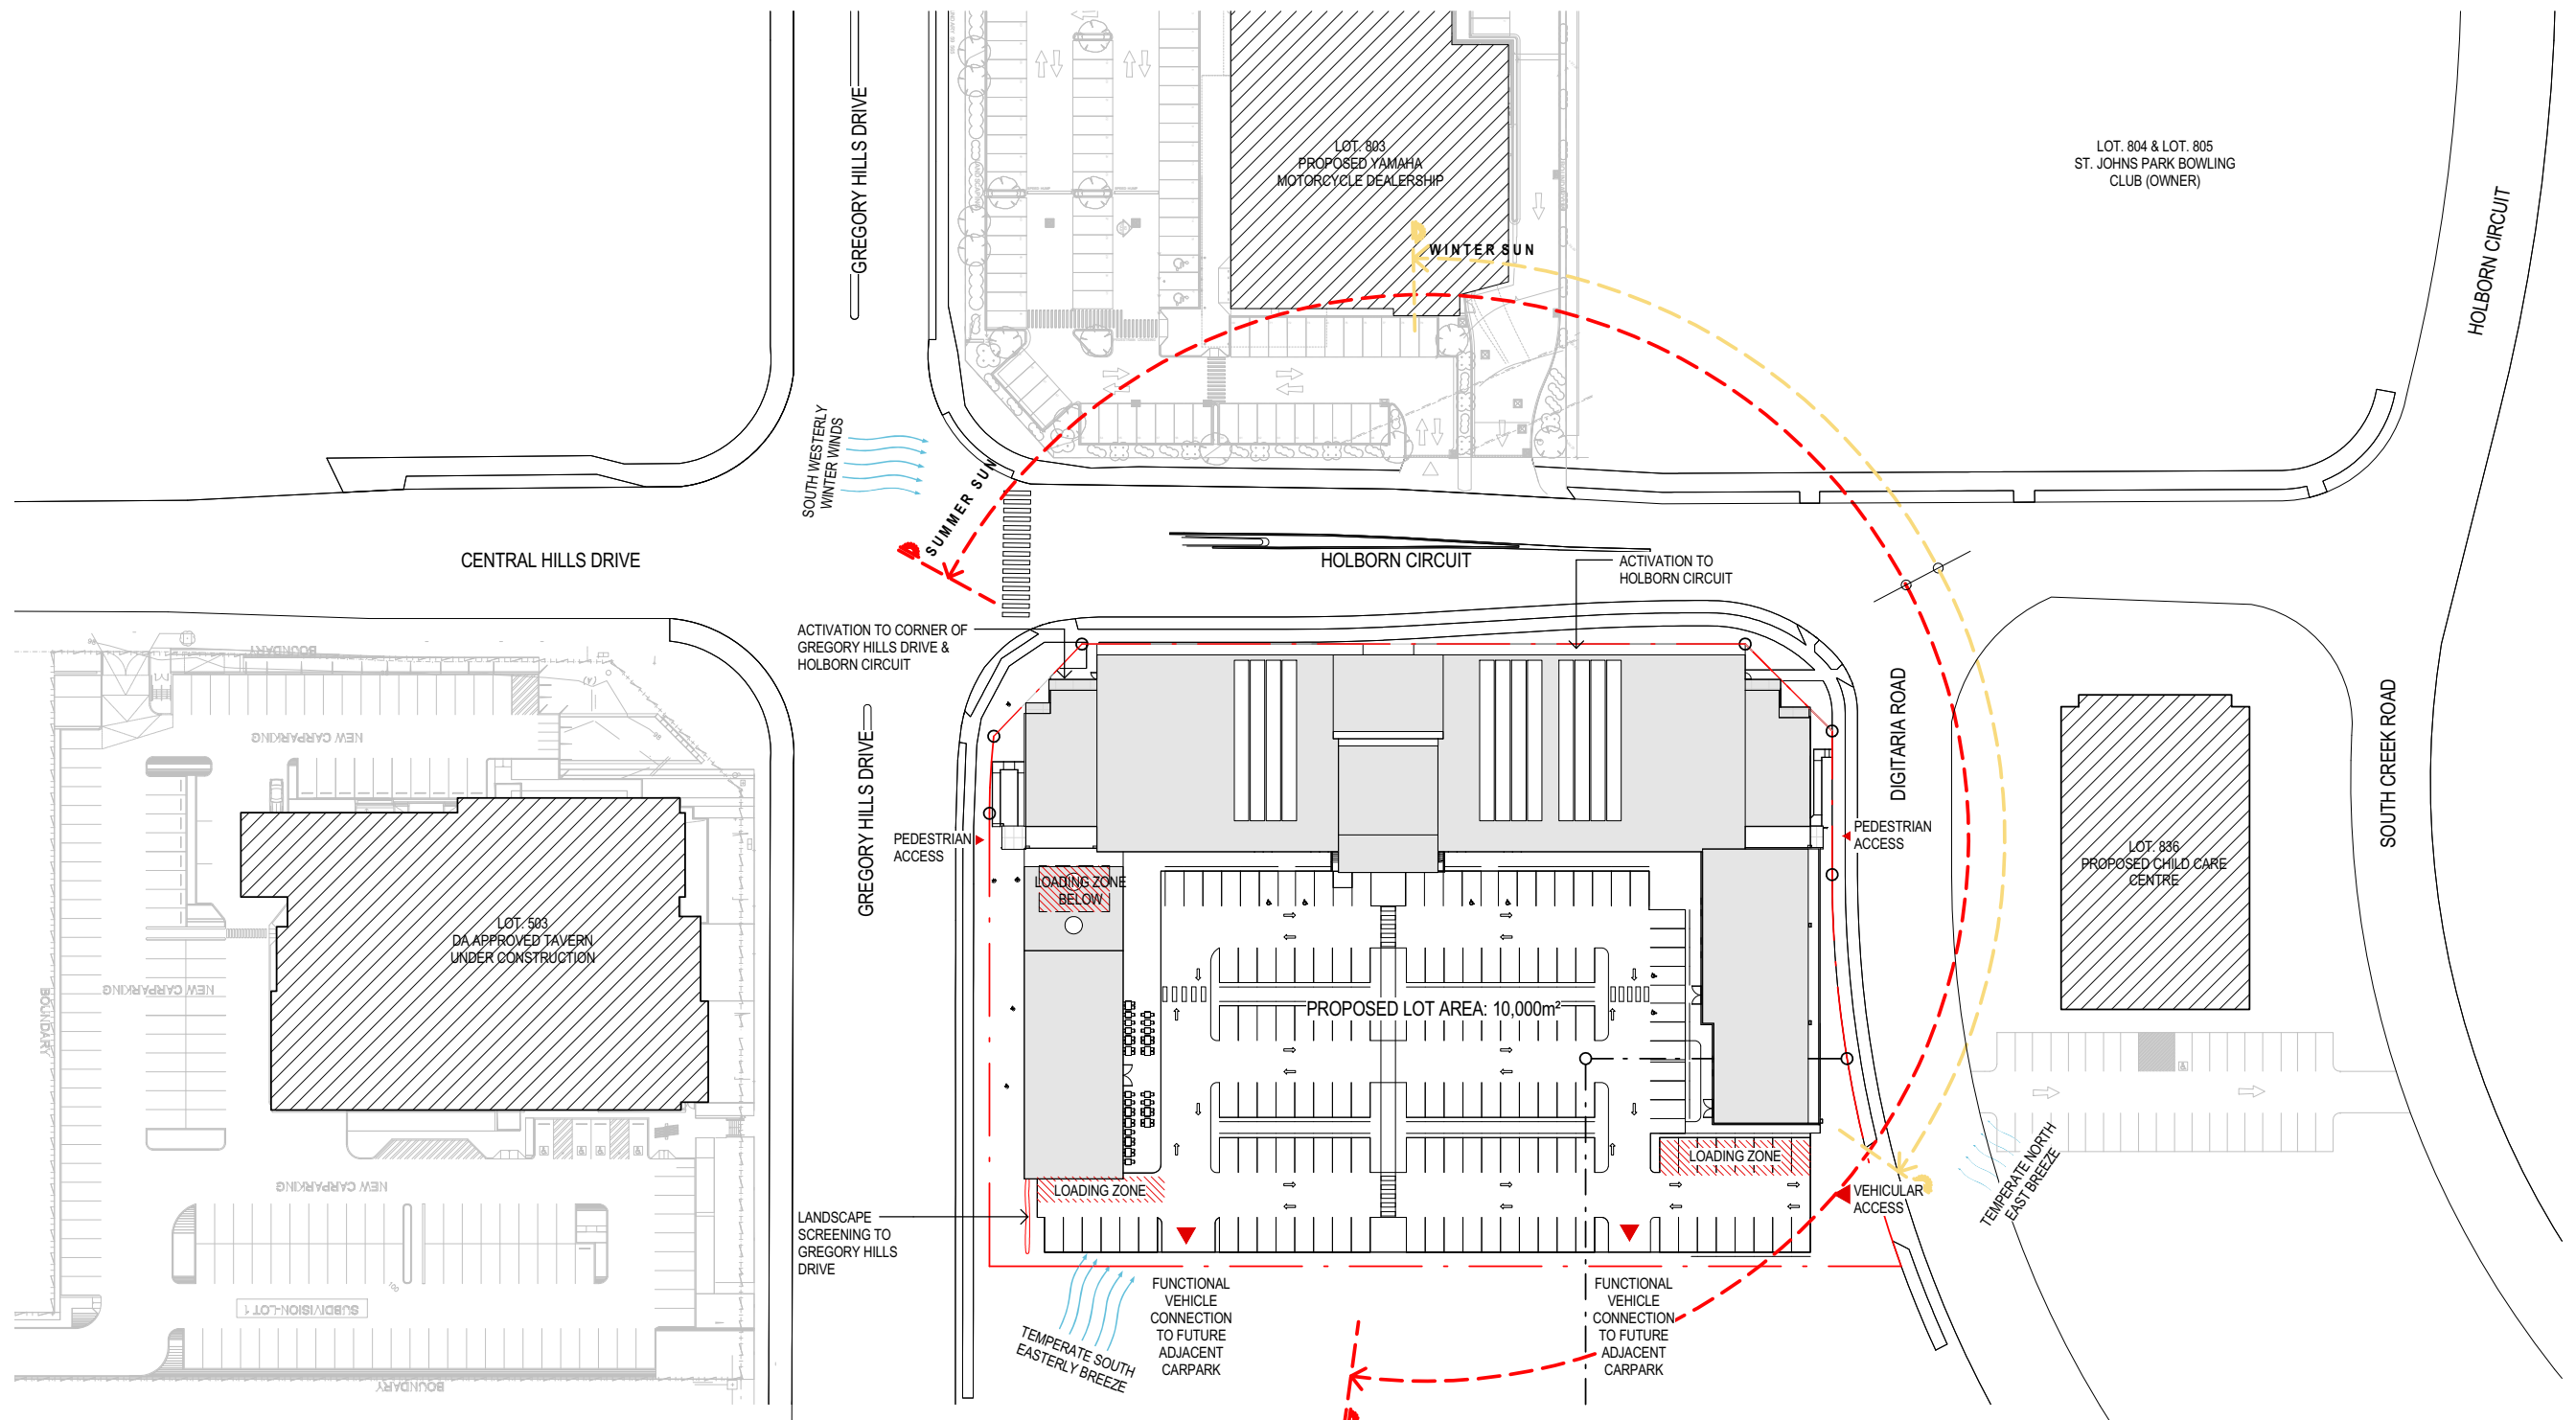 GREGORY HILLS DRIVE
LOT. 803
PROPOSED YAMAHA
MOTORCYCLE DEALERSHIP
LOT. 804 & LOT. 805
ST. JOHNS PARK BOWLING
CLUB (OWNER)
HOLBORN CIRCUIT
WINTER SUN
SOUTH WESTERLY
WINTER WINDS
SUMMER SUN
CENTRAL HILLS DRIVE
HOLBORN CIRCUIT
ACTIVATION TO
HOLBORN CIRCUIT
ACTIVATION TO CORNER OF
GREGORY HILLS DRIVE &
HOLBORN CIRCUIT
BOUNDARY
NEW CARPARKING
GREGORY HILLS DRIVE
DIGITARIA ROAD
SOUTH CREEK ROAD
PEDESTRIAN
ACCESS
PEDESTRIAN
ACCESS
LOT. 836
PROPOSED CHILD CARE
CENTRE
LOADING ZONE
BELOW
LOT. 503
DA APPROVED TAVERN
UNDER CONSTRUCTION
NEW CARPARKING
BOUNDARY
PROPOSED LOT AREA: 10,000m²
LOADING ZONE
LOADING ZONE
NEW CARPARKING
VEHICULAR
ACCESS
TEMPERATE NORTH
EAST BREEZE
LANDSCAPE
SCREENING TO
GREGORY HILLS
DRIVE
SUBDIVISION-LOT 1
100
TEMPERATE SOUTH
EASTERLY BREEZE
FUNCTIONAL
VEHICLE
CONNECTION
TO FUTURE
ADJACENT
CARPARK
FUNCTIONAL
VEHICLE
CONNECTION
TO FUTURE
ADJACENT
CARPARK
BOUNDARY